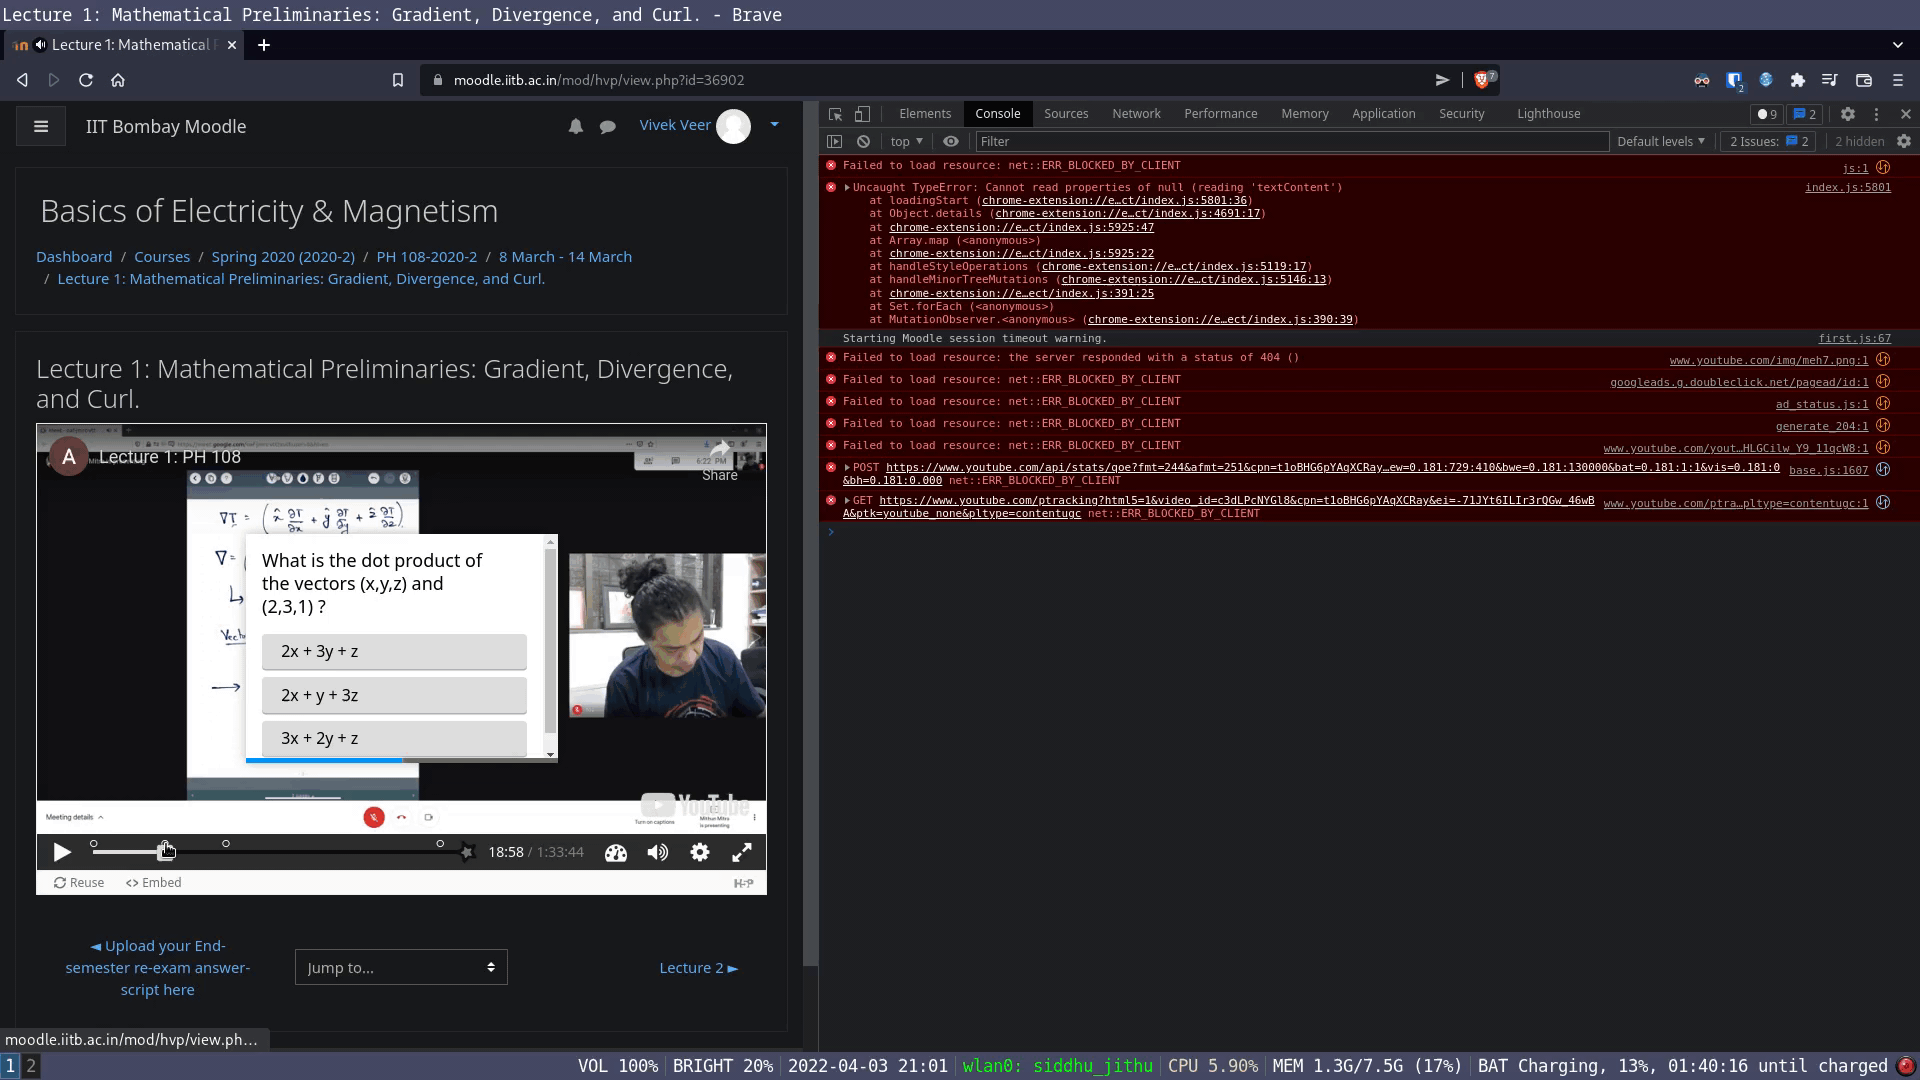 Lecture 1: Mathematical Preliminaries: Gradient, Divergence, and Curl. - Brave
Lecture 1: Mathematical P
moodle.iitb.ac.in/mod/hvp/view.php?id=36902
7
2
IIT Bombay Moodle
Vivek Veer
Basics of Electricity & Magnetism
Dashboard / Courses / Spring 2020 (2020-2) / PH 108-2020-2 / 8 March - 14 March
/ Lecture 1: Mathematical Preliminaries: Gradient, Divergence, and Curl.
Lecture 1: Mathematical Preliminaries: Gradient, Divergence,
and Curl.
A
Lecture 1: PH 108
6:22 PM
Share
∇T = (x̂ ∂T/∂x + ŷ ∂T/∂y + ẑ ∂T/∂z)
∇ =
What is the dot product of
the vectors (x,y,z) and
(2,3,1) ?
2x + 3y + z
2x + y + 3z
3x + 2y + z
YouTube
Meeting details
Turn on captions
Mithun Mitra
is presenting
18:58 / 1:33:44
Reuse
<> Embed
H5P
◄ Upload your End-
semester re-exam answer-
script here
Jump to...
Lecture 2 ►
moodle.iitb.ac.in/mod/hvp/view.ph...
Elements Console Sources Network Performance Memory Application Security Lighthouse 9 2
top Filter Default levels 2 Issues: 2 2 hidden
Failed to load resource: net::ERR_BLOCKED_BY_CLIENT js:1
Uncaught TypeError: Cannot read properties of null (reading 'textContent') index.js:5801
at loadingStart (chrome-extension://e…ct/index.js:5801:36)
at Object.details (chrome-extension://e…ct/index.js:4691:17)
at chrome-extension://e…ct/index.js:5925:47
at Array.map (<anonymous>)
at chrome-extension://e…ct/index.js:5925:22
at handleStyleOperations (chrome-extension://e…ct/index.js:5119:17)
at handleMinorTreeMutations (chrome-extension://e…ct/index.js:5146:13)
at chrome-extension://e…ect/index.js:391:25
at Set.forEach (<anonymous>)
at MutationObserver.<anonymous> (chrome-extension://e…ect/index.js:390:39)
Starting Moodle session timeout warning. first.js:67
Failed to load resource: the server responded with a status of 404 () www.youtube.com/img/meh7.png:1
Failed to load resource: net::ERR_BLOCKED_BY_CLIENT googleads.g.doubleclick.net/pagead/id:1
Failed to load resource: net::ERR_BLOCKED_BY_CLIENT ad_status.js:1
Failed to load resource: net::ERR_BLOCKED_BY_CLIENT generate_204:1
Failed to load resource: net::ERR_BLOCKED_BY_CLIENT www.youtube.com/yout…HLGCilw_Y9_11qcW8:1
POST https://www.youtube.com/api/stats/qoe?fmt=244&afmt=251&cpn=t1oBHG6pYAqXCRay…ew=0.181:729:410&bwe=0.181:130000&bat=0.181:1:1&vis=0.181:0 base.js:1607
&bh=0.181:0.000 net::ERR_BLOCKED_BY_CLIENT
GET https://www.youtube.com/ptracking?html5=1&video_id=c3dLPcNYGl8&cpn=t1oBHG6pYAqXCRay&ei=-71JYt6ILIr3rQGw_46wB www.youtube.com/ptra…pltype=contentugc:1
A&ptk=youtube_none&pltype=contentugc net::ERR_BLOCKED_BY_CLIENT
1 2
VOL 100% BRIGHT 20% 2022-04-03 21:01 wlan0: siddhu_jithu CPU 5.90% MEM 1.3G/7.5G (17%) BAT Charging, 13%, 01:40:16 until charged